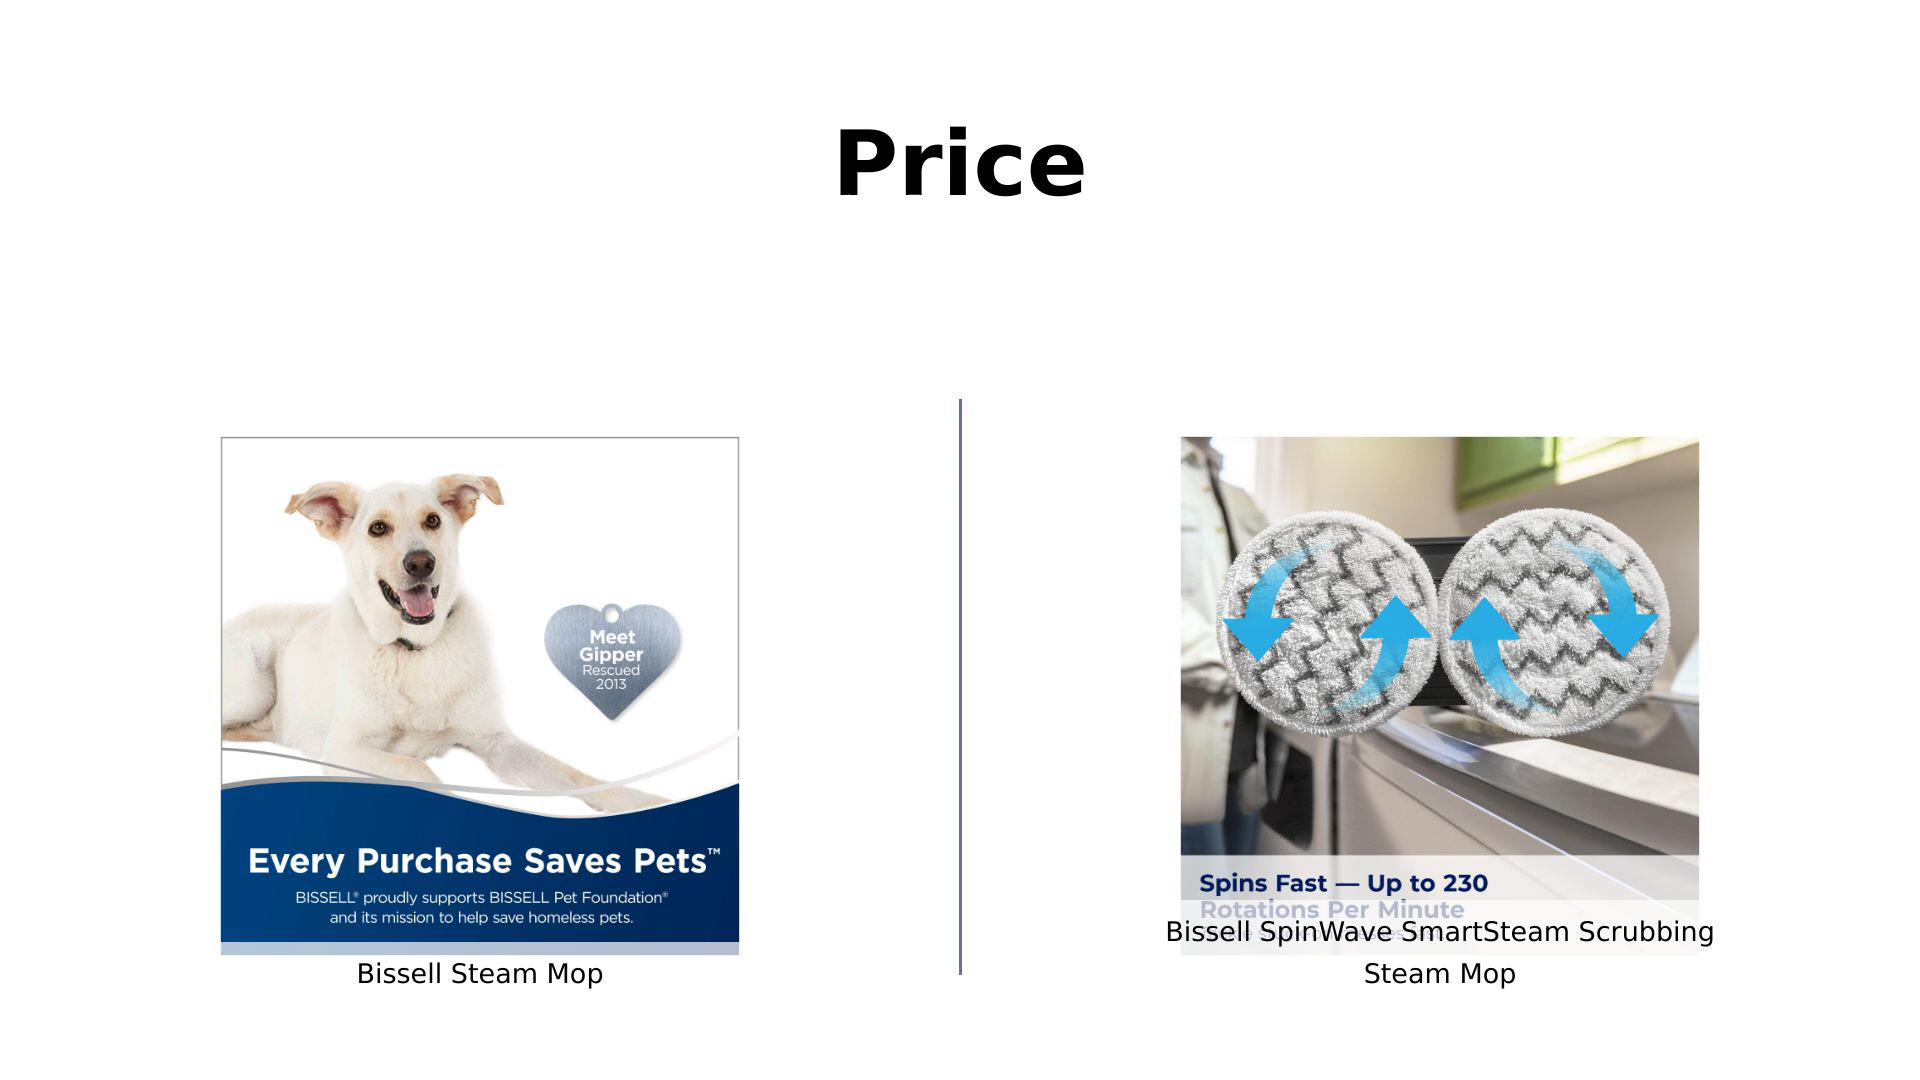 Price
Meet
Gipper
Rescued
2013
Every Purchase Saves Pets™
BISSELL® proudly supports BISSELL Pet Foundation®
and its mission to help save homeless pets.
Bissell Steam Mop
Spins Fast — Up to 230
Rotations Per Minute
Bissell SpinWave SmartSteam Scrubbing
Steam Mop